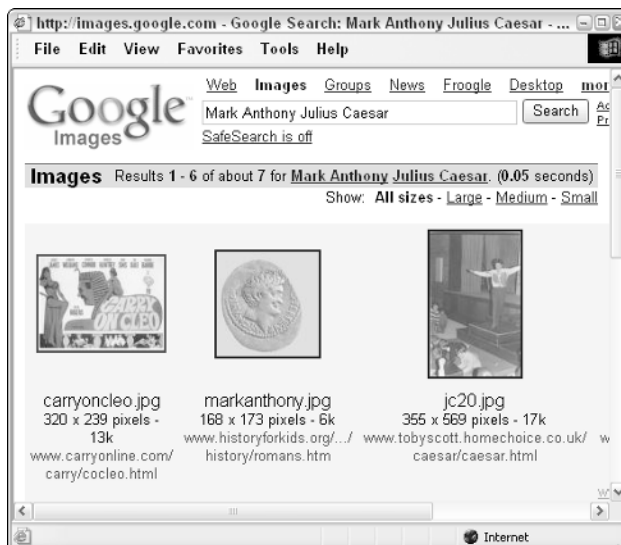 http://images.google.com - Google Search: Mark Anthony Julius Caesar - ...
File Edit View Favorites Tools Help
Web Images Groups News Froogle Desktop mor
Google
Images
Mark Anthony Julius Caesar Search
SafeSearch is off
Images Results 1 - 6 of about 7 for Mark Anthony Julius Caesar. (0.05 seconds)
Show: All sizes - Large - Medium - Small
CARRY
ON CLEO
carryoncleo.jpg
320 x 239 pixels -
13k
www.carryonline.com/
carry/cocleo.html
markanthony.jpg
168 x 173 pixels - 6k
www.historyforkids.org/.../
history/romans.htm
jc20.jpg
355 x 569 pixels - 17k
www.tobyscott.homechoice.co.uk/
caesar/caesar.html
Internet